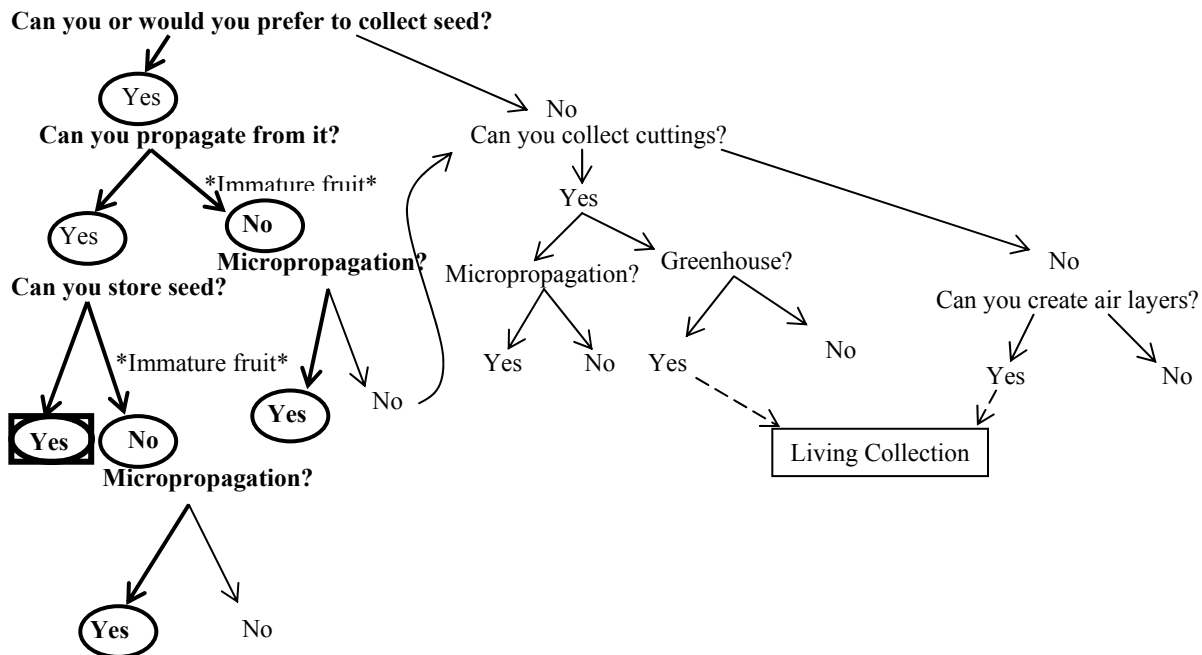 Can you or would you prefer to collect seed?
Yes
No
Can you propagate from it?
Can you collect cuttings?
*Immature fruit*
Yes
No
Yes
Micropropagation?
Greenhouse?
No
Micropropagation?
Can you store seed?
Can you create air layers?
*Immature fruit*
Yes
No
Yes
No
Yes
No
Yes
No
Yes
No
Living Collection
Micropropagation?
Yes
No